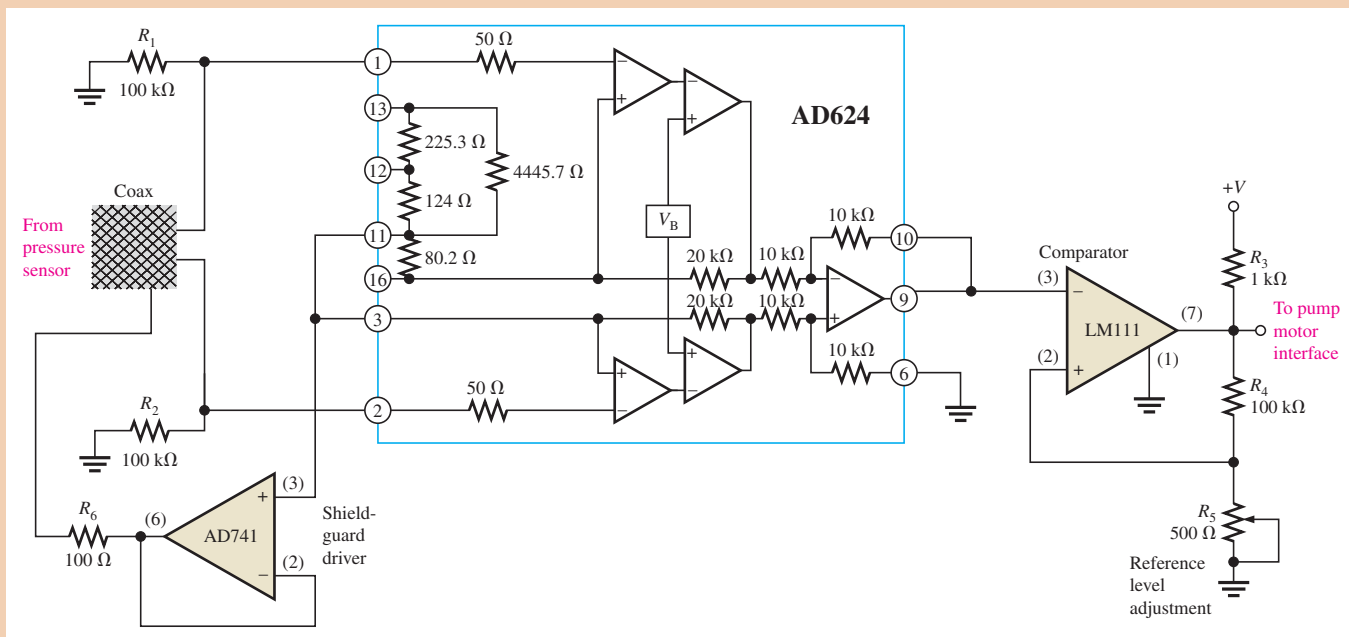 R1
100 kΩ
1
50 Ω
−
+
−
+
AD624
13
225.3 Ω
12
124 Ω
4445.7 Ω
11
80.2 Ω
16
Coax
From
pressure
sensor
VB
10 kΩ
10
20 kΩ
10 kΩ
−
+
9
3
20 kΩ
10 kΩ
10 kΩ
6
+
−
+
−
50 Ω
2
R2
100 kΩ
R6
100 Ω
(6)
AD741
+
(3)
−
(2)
Shield-
guard
driver
Comparator
(3)
−
LM111
(7)
(2)
+
(1)
+V
R3
1 kΩ
To pump
motor
interface
R4
100 kΩ
R5
500 Ω
Reference
level
adjustment